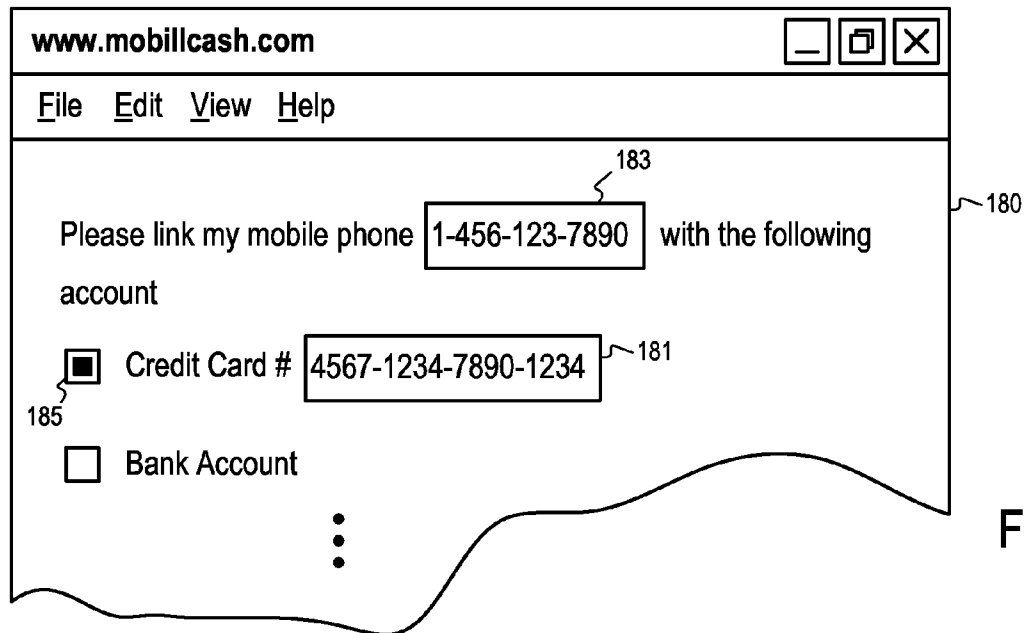 www.mobillcash.com
File Edit View Help
183
180
Please link my mobile phone 1-456-123-7890 with the following
account
Credit Card # 4567-1234-7890-1234 181
185
Bank Account
F